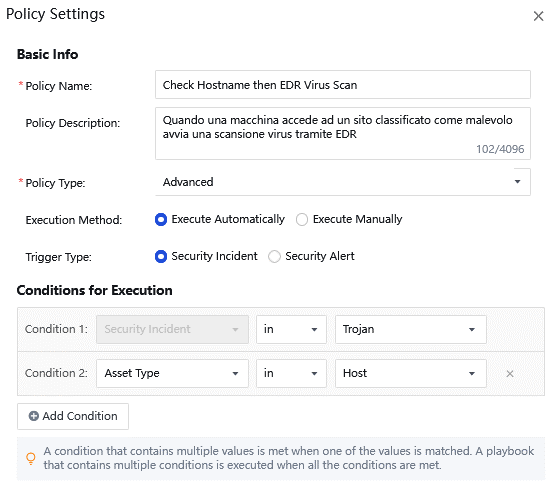 Policy Settings
Basic Info
* Policy Name: Check Hostname then EDR Virus Scan
Policy Description: Quando una macchina accede ad un sito classificato come malevolo
avvia una scansione virus tramite EDR
102/4096
* Policy Type: Advanced
Execution Method: Execute Automatically Execute Manually
Trigger Type: Security Incident Security Alert
Conditions for Execution
Condition 1: Security Incident in Trojan
Condition 2: Asset Type in Host
Add Condition
A condition that contains multiple values is met when one of the values is matched. A playbook
that contains multiple conditions is executed when all the conditions are met.